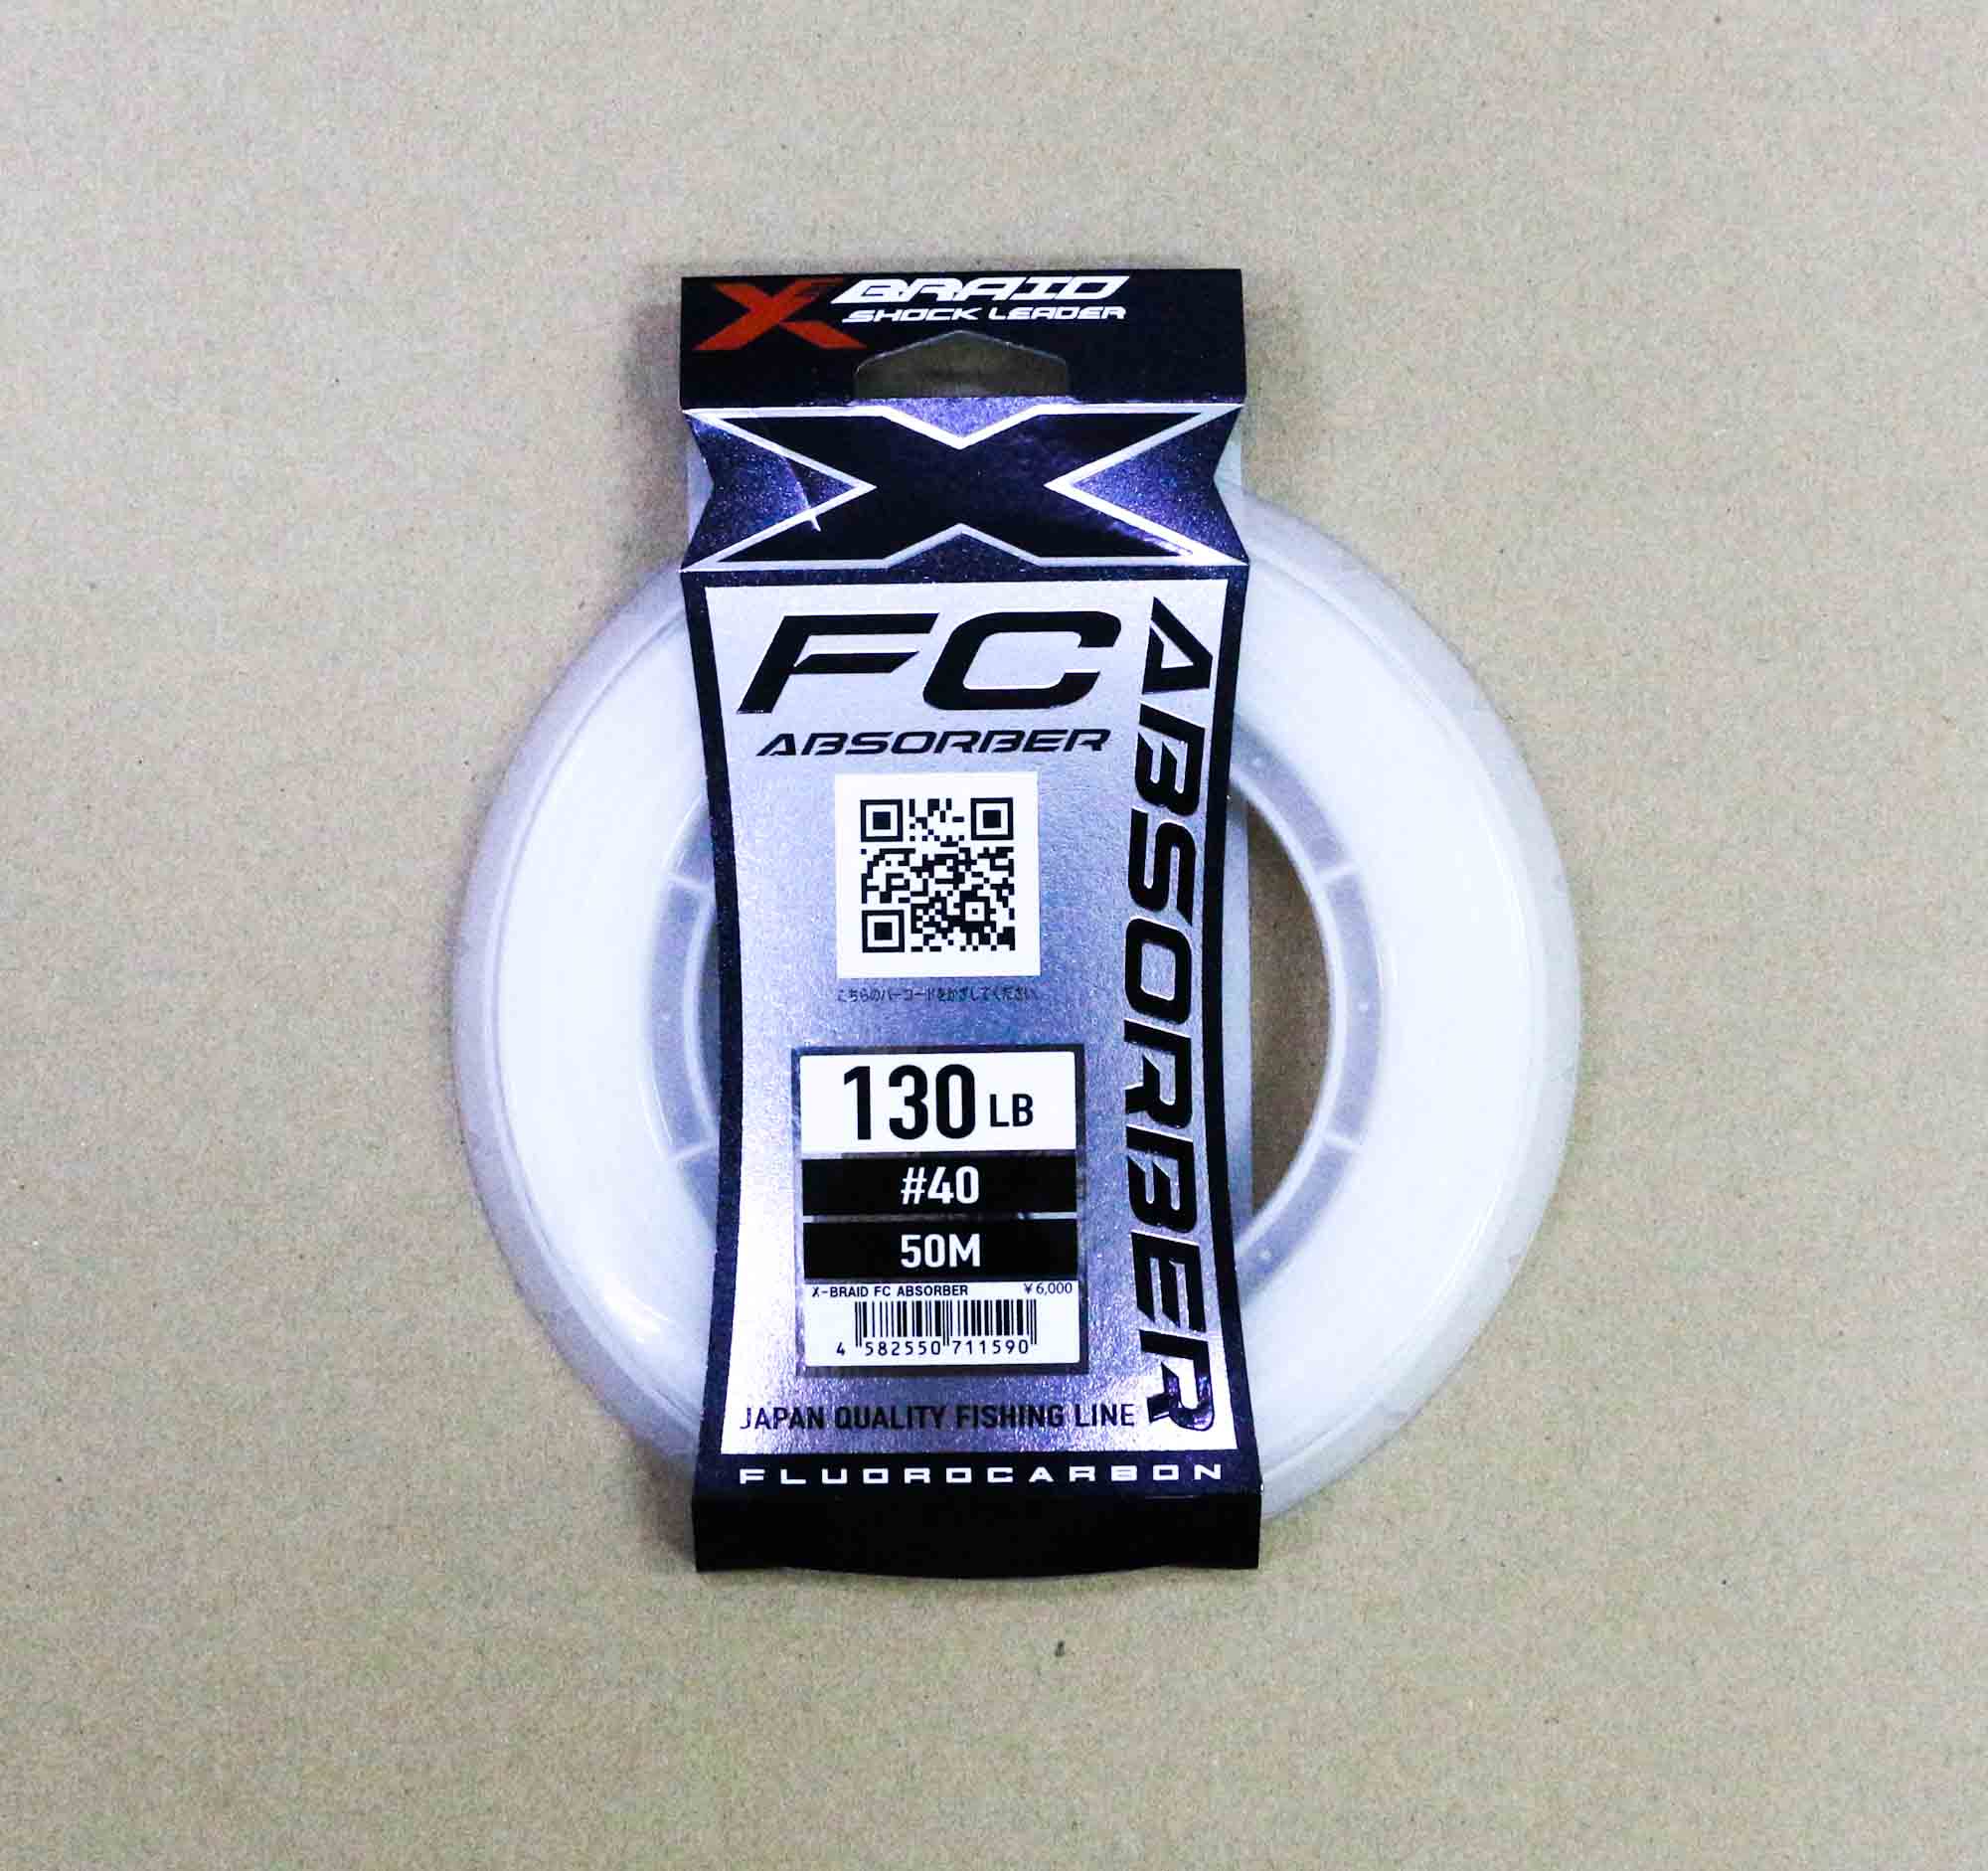 X BRAID
SHOCK LEADER
X
FC
ABSORBER
ABSORBER
こちらのバーコードをかざしてください
130 LB
#40
50M
X-BRAID FC ABSORBER ¥6,000
4 582550 711590
JAPAN QUALITY FISHING LINE
FLUOROCARBON